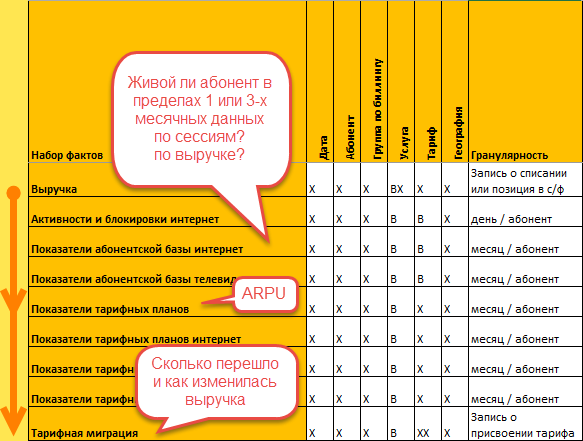 Набор фактов
Дата
Абонент
Группа по биллингу
Услуга
Тариф
География
Гранулярность
Живой ли абонент в
пределах 1 или 3-х
месячных данных
по сессиям?
по выручке?
Выручка X X X BX X X Запись о списании
или позиция в с/ф
Активности и блокировки интернет X X X B B X день / абонент
Показатели абонентской базы интернет X X X B B X месяц / абонент
Показатели абонентской базы телевид X X X B B X месяц / абонент
ARPU
Показатели тарифных планов X X X B X X месяц / абонент
Показатели тарифных планов интернет X X X B X X месяц / абонент
Показатели тарифн X X X B X X месяц / абонент
Показатели тарифн X X X B X X месяц / абонент
Сколько перешло
и как изменилась
выручка
Тарифная миграция X X X B XX X Запись о
присвоении тарифа